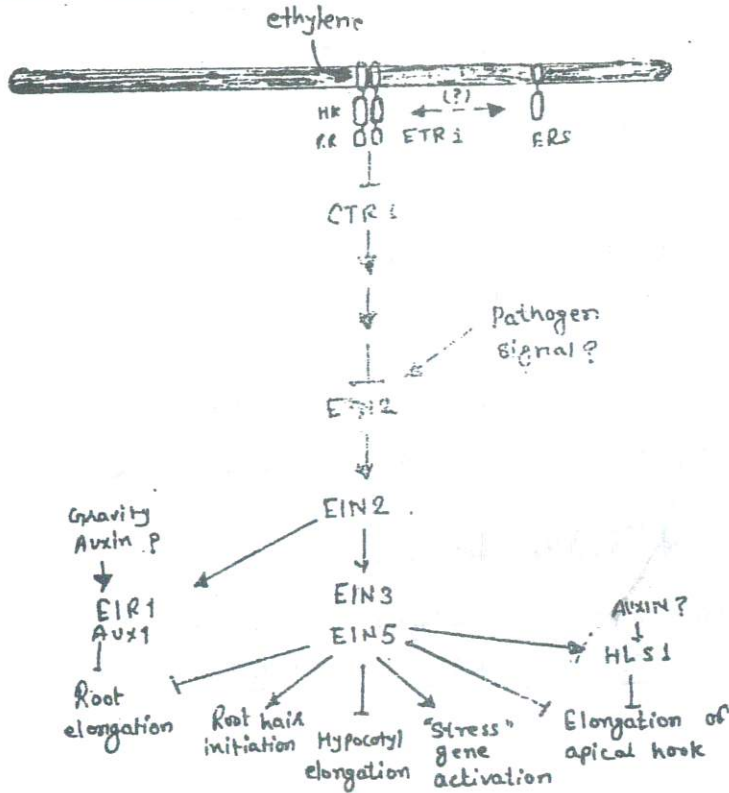 ethylene
(?)
HK
R.R
ETR1
ERS
CTR1
Pathogen
signal?
EIN2
EIN2
Gravity
Auxin ?
EIR1
AUX1
EIN3
EIN5
AUXIN?
HLS1
Root
elongation
Root hair
initiation
Hypocotyl
elongation
"Stress"
gene
activation
Elongation of
apical hook